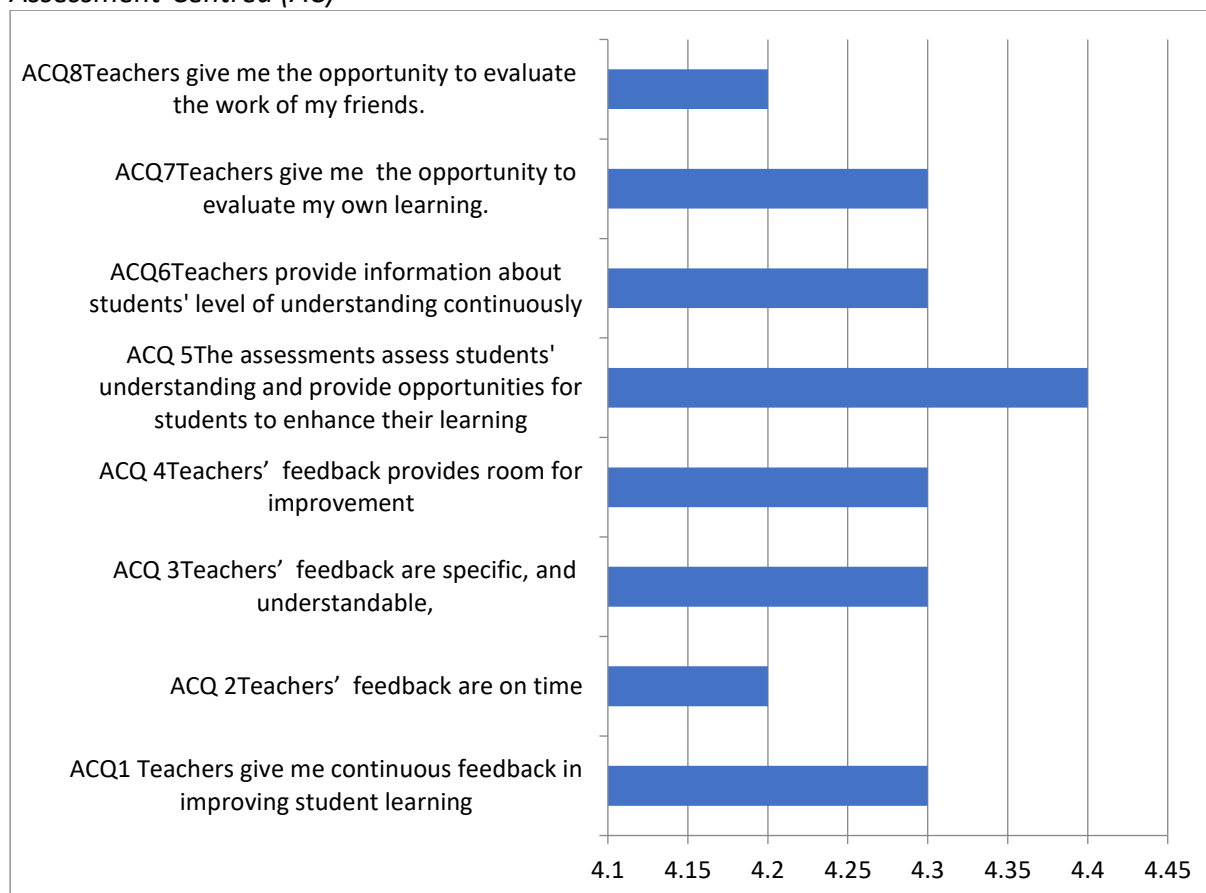 ACQ8Teachers give me the opportunity to evaluate
the work of my friends.
ACQ7Teachers give me  the opportunity to
evaluate my own learning.
ACQ6Teachers provide information about
students' level of understanding continuously
ACQ 5The assessments assess students'
understanding and provide opportunities for
students to enhance their learning
ACQ 4Teachers’  feedback provides room for
improvement
ACQ 3Teachers’  feedback are specific, and
understandable,
ACQ 2Teachers’  feedback are on time
ACQ1 Teachers give me continuous feedback in
improving student learning
4.1 4.15 4.2 4.25 4.3 4.35 4.4 4.45